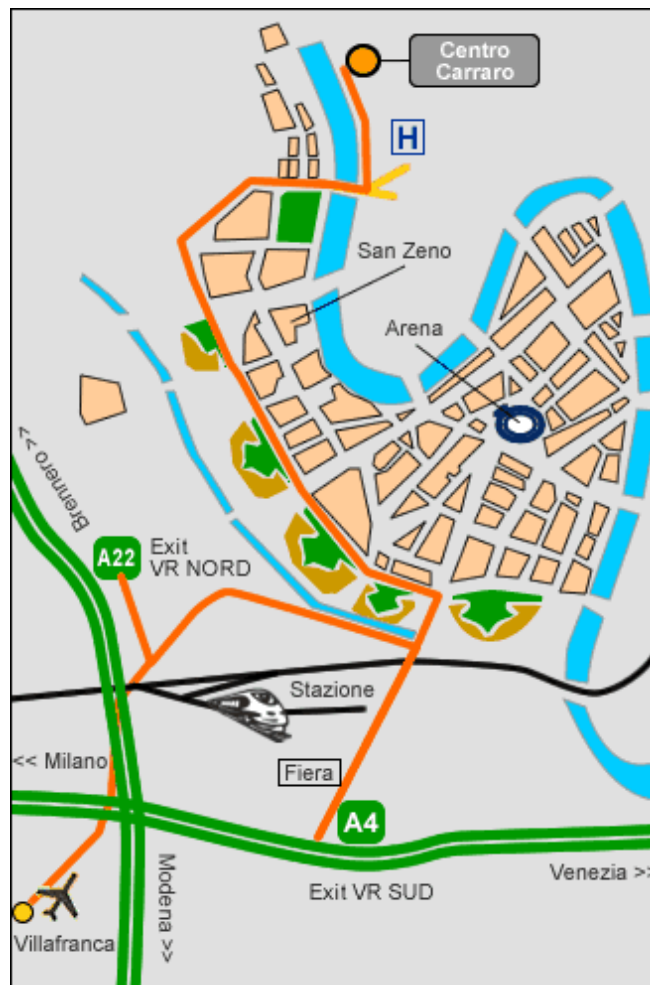 Centro
Carraro
H
San Zeno
Arena
Brennero >>
A22
Exit
VR NORD
Stazione
<< Milano
Fiera
A4
Exit VR SUD
Venezia >>
Modena >>
Villafranca